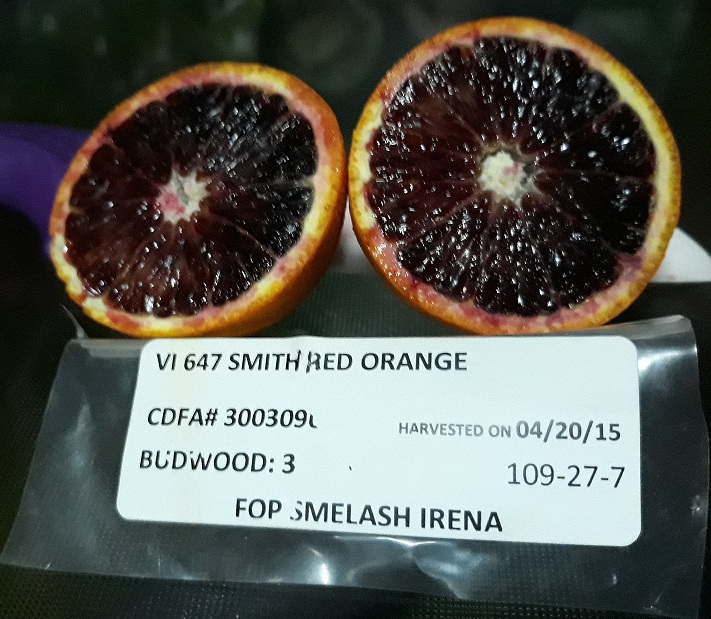 VI 647 SMITH RED ORANGE
CDFA#
HARVESTED ON 04/20/15
BUDWOOD: 3
109-27-7
FOP SMELASH IRENA